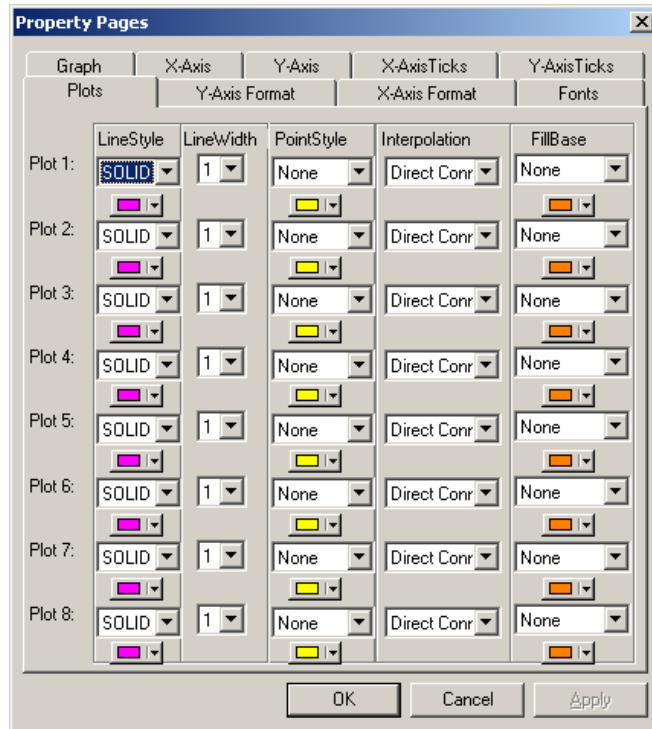 Property Pages
Graph X-Axis Y-Axis X-AxisTicks Y-AxisTicks
Plots Y-Axis Format X-Axis Format Fonts
LineStyle LineWidth PointStyle Interpolation FillBase
Plot 1: SOLID 1 None Direct Conr None
Plot 2: SOLID 1 None Direct Conr None
Plot 3: SOLID 1 None Direct Conr None
Plot 4: SOLID 1 None Direct Conr None
Plot 5: SOLID 1 None Direct Conr None
Plot 6: SOLID 1 None Direct Conr None
Plot 7: SOLID 1 None Direct Conr None
Plot 8: SOLID 1 None Direct Conr None
OK Cancel Apply